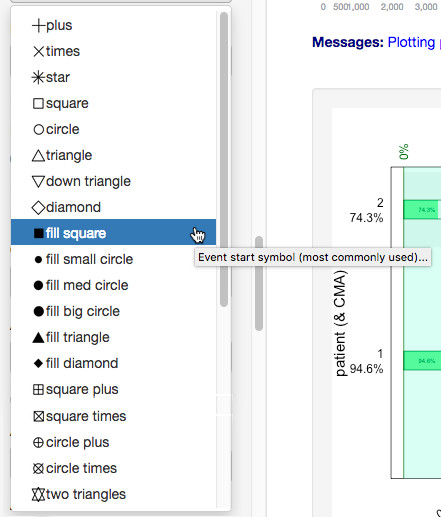 plus
times
star
square
circle
triangle
down triangle
diamond
fill square
fill small circle
fill med circle
fill big circle
fill triangle
fill diamond
square plus
square times
circle plus
circle times
two triangles
Event start symbol (most commonly used)...
0 500 1,000 2,000 3,000
Messages: Plotting
0%
2
74.3%
74.3%
1
94.6%
94.6%
patient (& CMA)